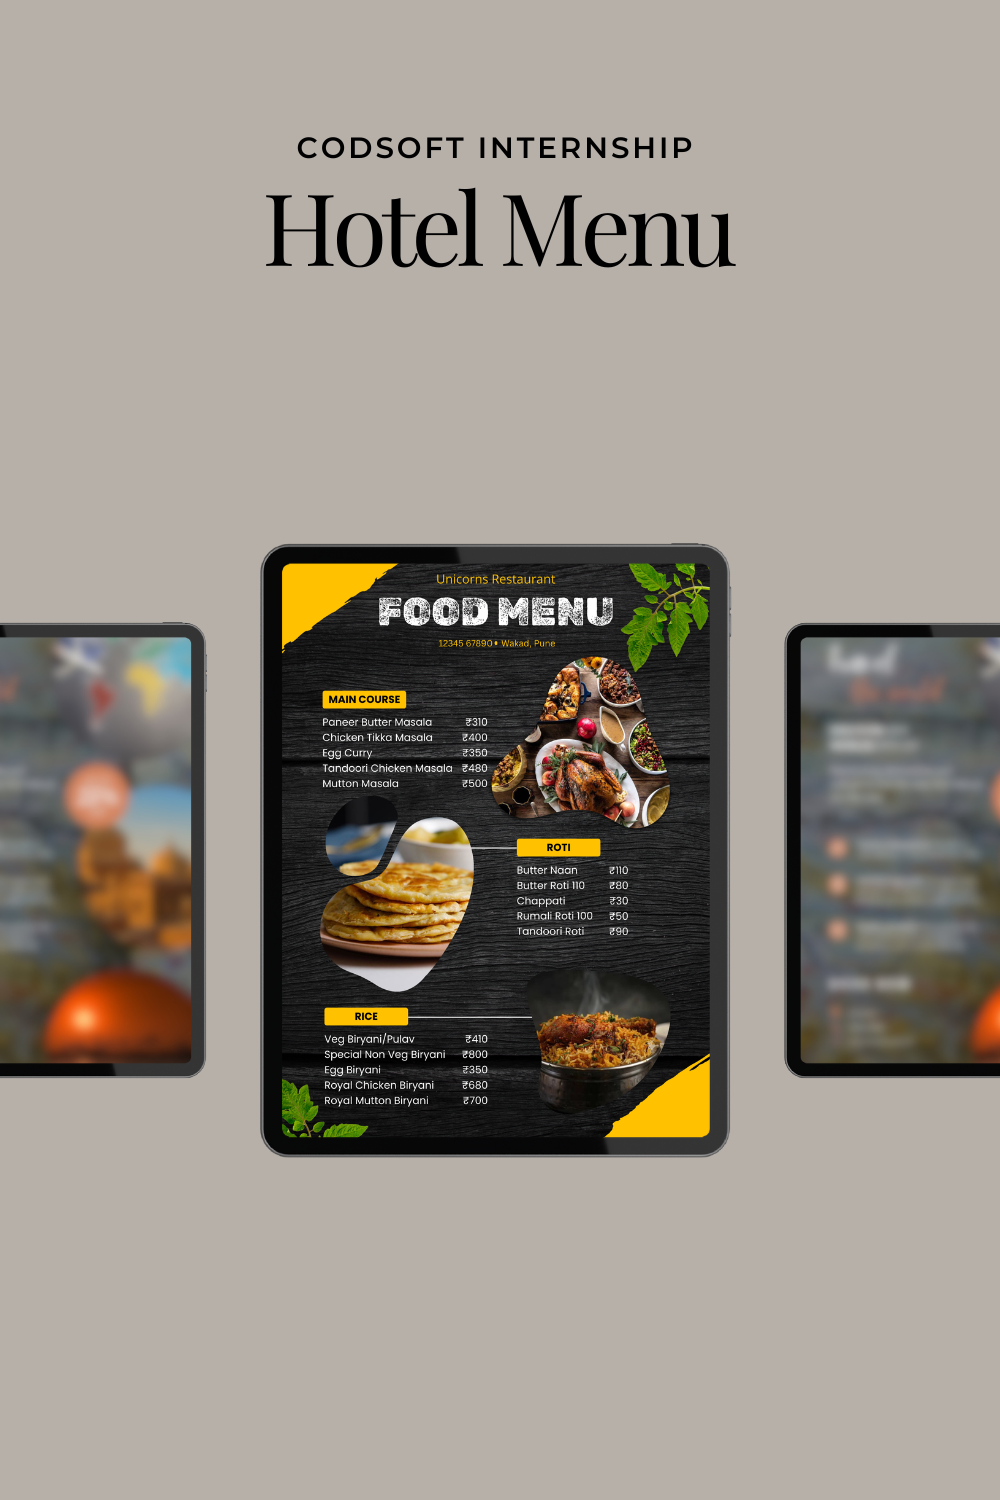 CODSOFT INTERNSHIP
Hotel Menu
Unicorns Restaurant
FOOD MENU
12345 67890 • Wakad, Pune
MAIN COURSE
Paneer Butter Masala ₹310
Chicken Tikka Masala ₹400
Egg Curry ₹350
Tandoori Chicken Masala ₹480
Mutton Masala ₹500
ROTI
Butter Naan ₹110
Butter Roti 110 ₹80
Chappati ₹30
Rumali Roti 100 ₹50
Tandoori Roti ₹90
RICE
Veg Biryani/Pulav ₹410
Special Non Veg Biryani ₹800
Egg Biryani ₹350
Royal Chicken Biryani ₹680
Royal Mutton Biryani ₹700